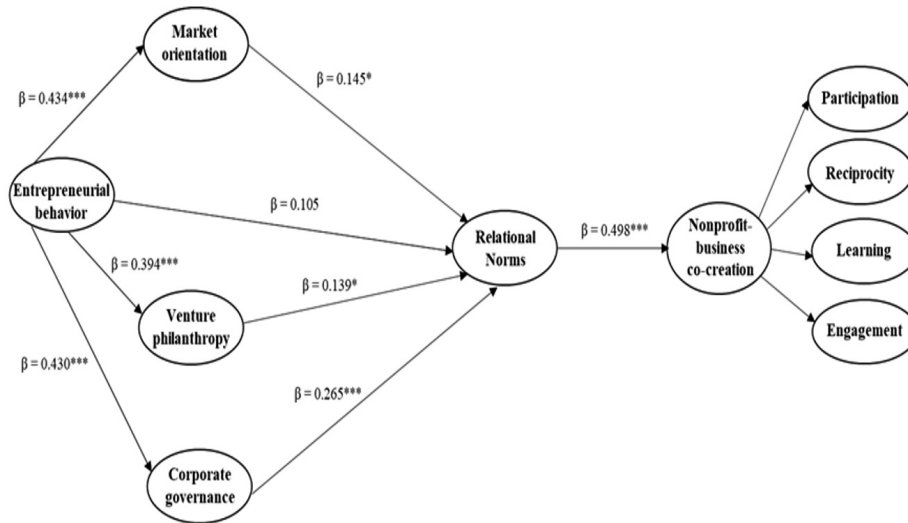 Market
orientation
β = 0.145*
β = 0.434***
Participation
Entrepreneurial
behavior
β = 0.105
Reciprocity
Relational
Norms
β = 0.498***
Nonprofit-
business
co-creation
Learning
β = 0.394***
β = 0.139*
Venture
philanthropy
Engagement
β = 0.430***
β = 0.265***
Corporate
governance